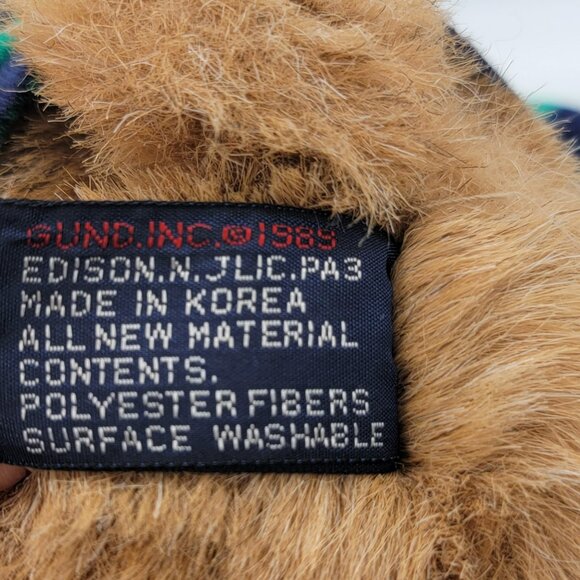 GUND.INC.©1989
EDISON.N.JLIC.PA3
MADE IN KOREA
ALL NEW MATERIAL
CONTENTS.
POLYESTER FIBERS
SURFACE WASHABLE